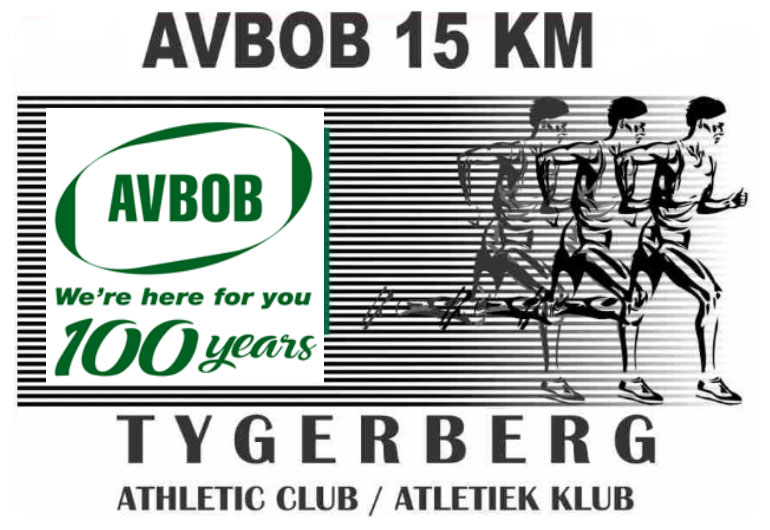 AVBOB 15 KM
AVBOB
We're here for you
100 years
TYGERBERG
ATHLETIC CLUB / ATLETIEK KLUB